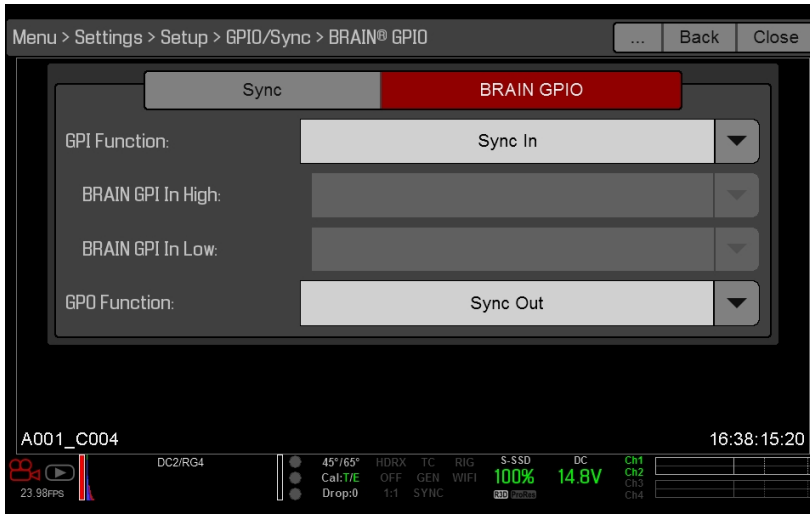 Menu > Settings > Setup > GPIO/Sync > BRAIN® GPIO ... Back Close
Sync BRAIN GPIO
GPI Function: Sync In
BRAIN GPI In High:
BRAIN GPI In Low:
GPO Function: Sync Out
A001_C004 16:38:15:20
DC2/RG4 45°/65° HDRX TC RIG S-SSD DC Ch1
Cal:T/E OFF GEN WIFI 100% 14.8V Ch2
23.98FPS Drop:0 1:1 SYNC R3D ProRes Ch3
Ch4